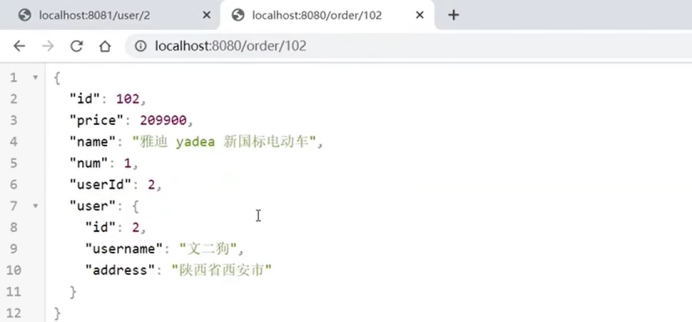 localhost:8081/user/2
localhost:8080/order/102
localhost:8080/order/102
1 {
2 "id": 102,
3 "price": 209900,
4 "name": "雅迪 yadea 新国标电动车",
5 "num": 1,
6 "userId": 2,
7 "user": {
8 "id": 2,
9 "username": "文二狗",
10 "address": "陕西省西安市"
11 }
12 }